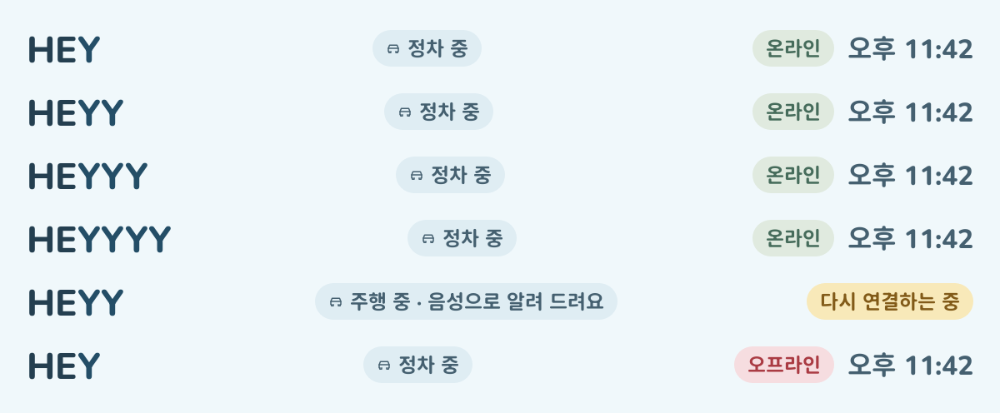 HEY 정차 중 온라인 오후 11:42
HEYY 정차 중 온라인 오후 11:42
HEYYY 정차 중 온라인 오후 11:42
HEYYYY 정차 중 온라인 오후 11:42
HEYY 주행 중 · 음성으로 알려 드려요 다시 연결하는 중
HEY 정차 중 오프라인 오후 11:42